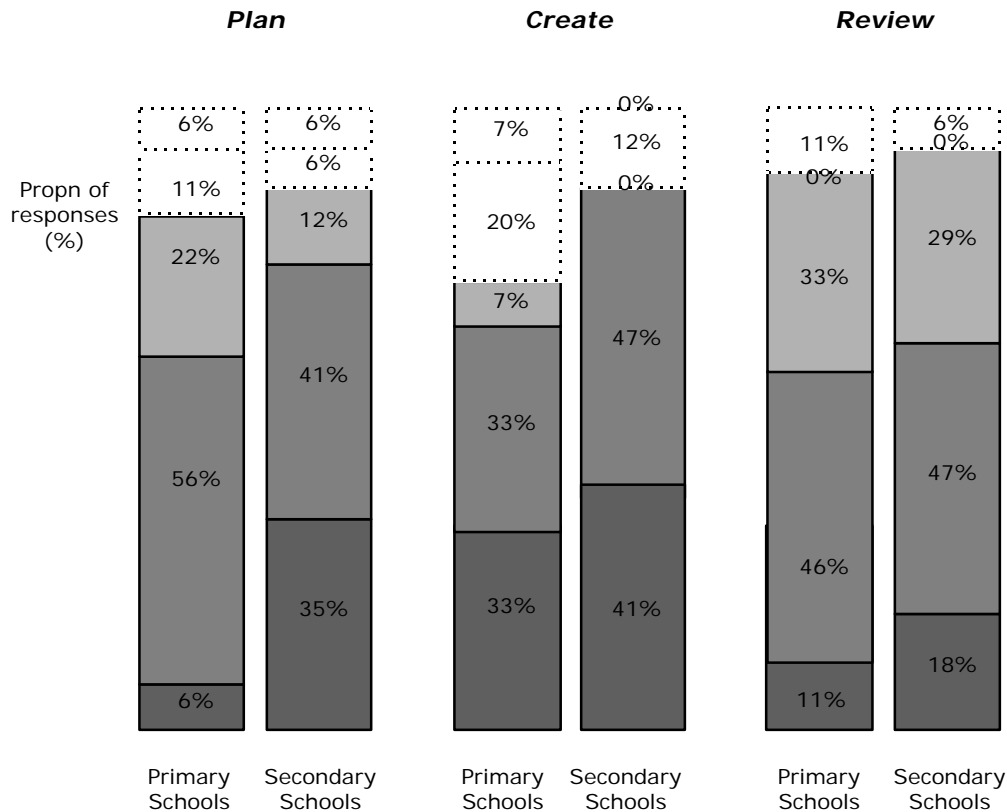 Plan Create Review
0%
6% 6% 7% 12% 11% 6%
0%
6%
11% 0% 0%
Propn of
responses
(%)
20%
22% 12% 29%
7% 33%
47%
41%
33%
56% 47%
46%
35% 33% 41%
18%
6% 11%
Primary Secondary Primary Secondary Primary Secondary
Schools Schools Schools Schools Schools Schools